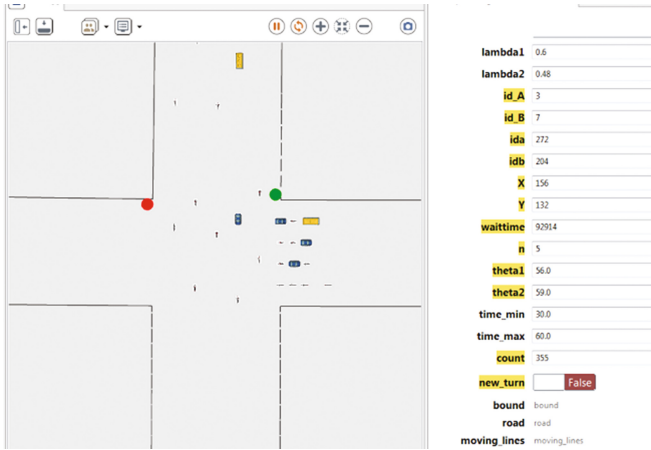 lambda1 0.6
lambda2 0.48
id_A 3
id_B 7
ida 272
idb 204
X 156
Y 132
waittime 92914
n 5
theta1 56.0
theta2 59.0
time_min 30.0
time_max 60.0
count 355
new_turn False
bound bound
road road
moving_lines moving_lines